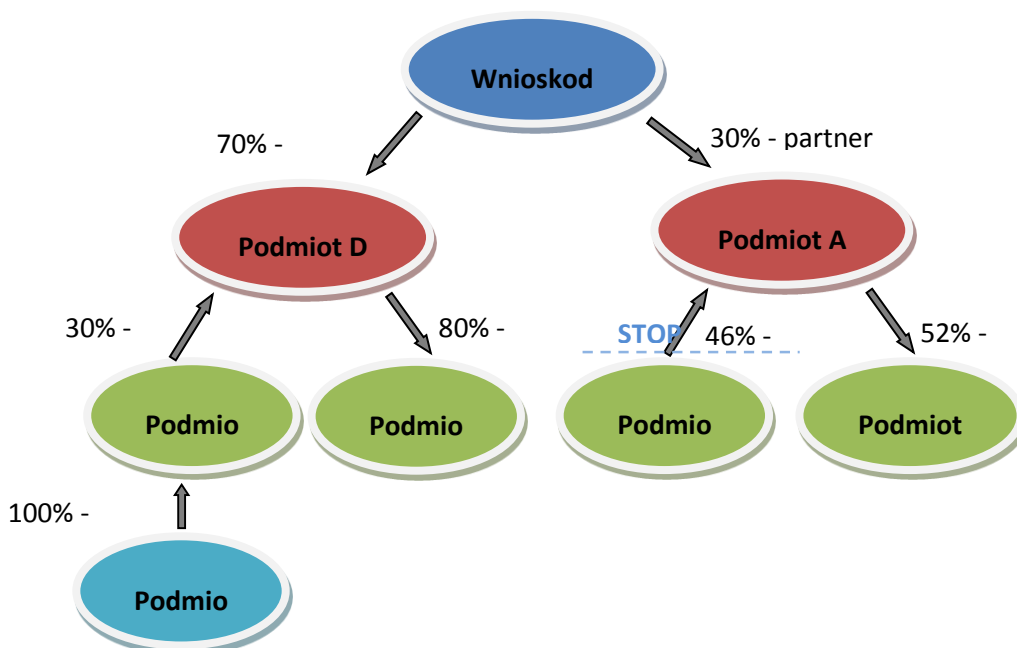 Wnioskod
70% -
30% - partner
Podmiot D
Podmiot A
30% -
80% -
STOP
46% -
52% -
Podmio
Podmio
Podmio
Podmiot
100% -
Podmio